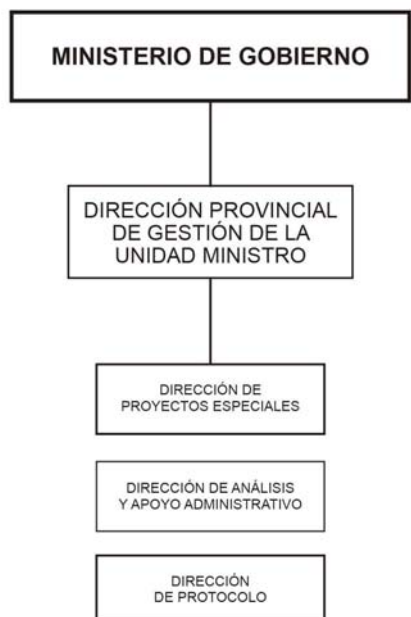 MINISTERIO DE GOBIERNO
DIRECCIÓN PROVINCIAL
DE GESTIÓN DE LA
UNIDAD MINISTRO
DIRECCIÓN DE
PROYECTOS ESPECIALES
DIRECCIÓN DE ANÁLISIS
Y APOYO ADMINISTRATIVO
DIRECCIÓN
DE PROTOCOLO